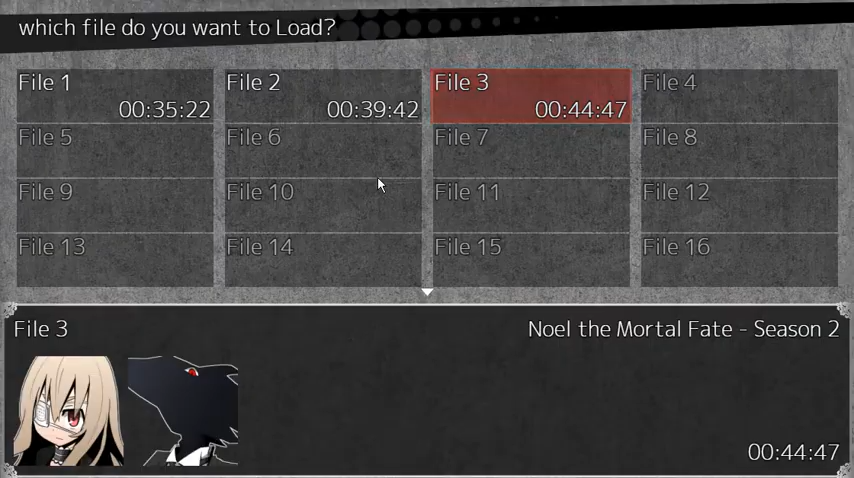 which file do you want to Load?
File 1
00:35:22
File 2
00:39:42
File 3
00:44:47
File 4
File 5
File 6
File 7
File 8
File 9
File 10
File 11
File 12
File 13
File 14
File 15
File 16
File 3
Noel the Mortal Fate - Season 2
00:44:47